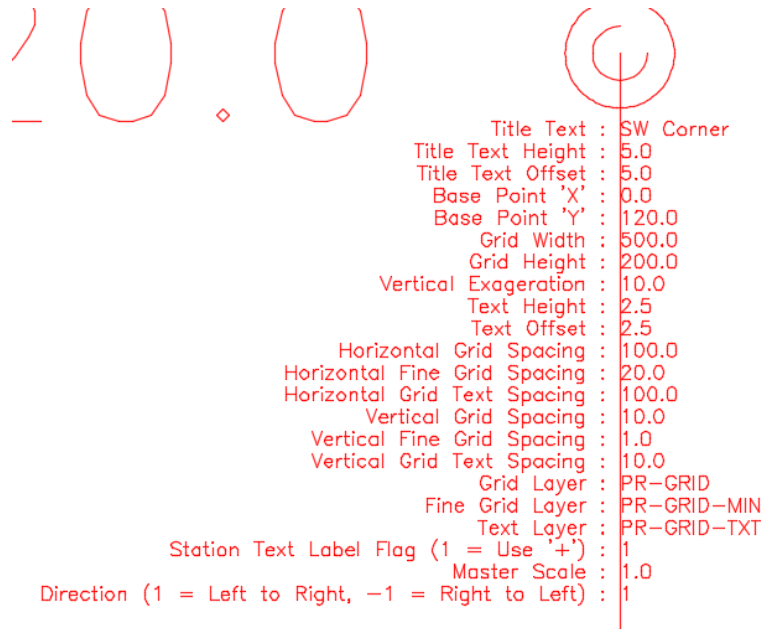 0.0
Title Text : SW Corner
Title Text Height : 5.0
Title Text Offset : 5.0
Base Point 'X' : 0.0
Base Point 'Y' : 120.0
Grid Width : 500.0
Grid Height : 200.0
Vertical Exageration : 10.0
Text Height : 2.5
Text Offset : 2.5
Horizontal Grid Spacing : 100.0
Horizontal Fine Grid Spacing : 20.0
Horizontal Grid Text Spacing : 100.0
Vertical Grid Spacing : 10.0
Vertical Fine Grid Spacing : 1.0
Vertical Grid Text Spacing : 10.0
Grid Layer : PR-GRID
Fine Grid Layer : PR-GRID-MIN
Text Layer : PR-GRID-TXT
Station Text Label Flag (1 = Use '+') : 1
Master Scale : 1.0
Direction (1 = Left to Right, -1 = Right to Left) : 1